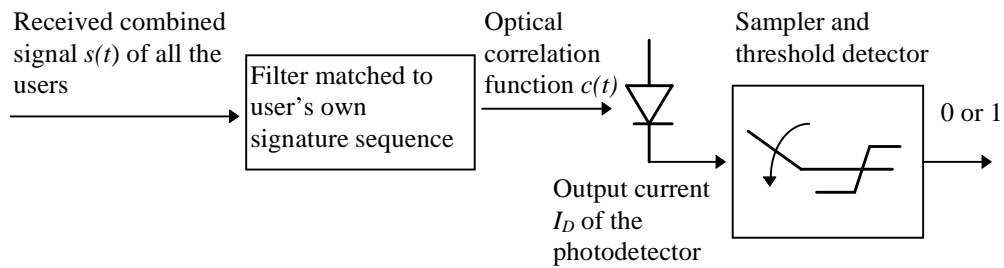 Received combined
signal s(t) of all the
users
Filter matched to
user's own
signature sequence
Optical
correlation
function c(t)
Output current
I_D of the
photodetector
Sampler and
threshold detector
0 or 1